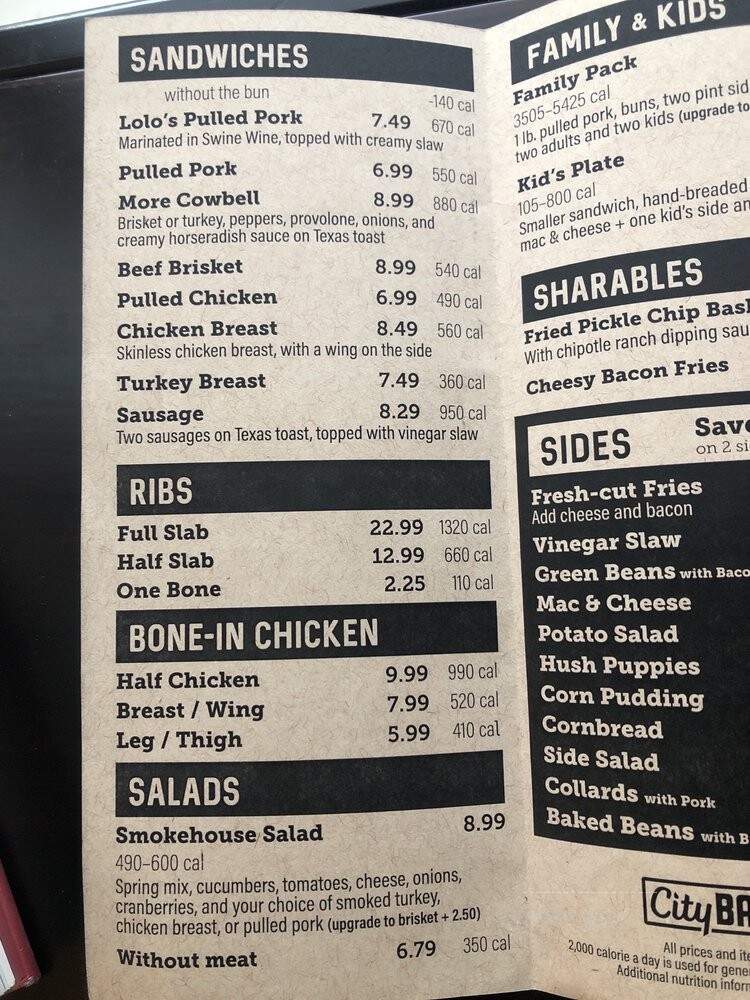 SANDWICHES
without the bun -140 cal
Lolo's Pulled Pork 7.49 670 cal
Marinated in Swine Wine, topped with creamy slaw
Pulled Pork 6.99 550 cal
More Cowbell 8.99 880 cal
Brisket or turkey, peppers, provolone, onions, and
creamy horseradish sauce on Texas toast
Beef Brisket 8.99 540 cal
Pulled Chicken 6.99 490 cal
Chicken Breast 8.49 560 cal
Skinless chicken breast, with a wing on the side
Turkey Breast 7.49 360 cal
Sausage 8.29 950 cal
Two sausages on Texas toast, topped with vinegar slaw
RIBS
Full Slab 22.99 1320 cal
Half Slab 12.99 660 cal
One Bone 2.25 110 cal
BONE-IN CHICKEN
Half Chicken 9.99 990 cal
Breast / Wing 7.99 520 cal
Leg / Thigh 5.99 410 cal
SALADS
Smokehouse Salad 8.99
490–600 cal
Spring mix, cucumbers, tomatoes, cheese, onions,
cranberries, and your choice of smoked turkey,
chicken breast, or pulled pork (upgrade to brisket + 2.50)
Without meat 6.79 350 cal
FAMILY & KIDS
Family Pack
3505–5425 cal
1 lb. pulled pork, buns, two pint
two adults and two kids (upgrade to
Kid's Plate
105–800 cal
Smaller sandwich, hand-breaded
mac & cheese + one kid's side
SHARABLES
Fried Pickle Chip
With chipotle ranch dipping
Cheesy Bacon Fries
SIDES
on 2
Fresh-cut Fries
Add cheese and bacon
Vinegar Slaw
Green Beans with
Mac & Cheese
Potato Salad
Hush Puppies
Corn Pudding
Cornbread
Side Salad
Collards with Pork
Baked Beans with
City
All prices and
2,000 calorie a day is used for
Additional nutrition